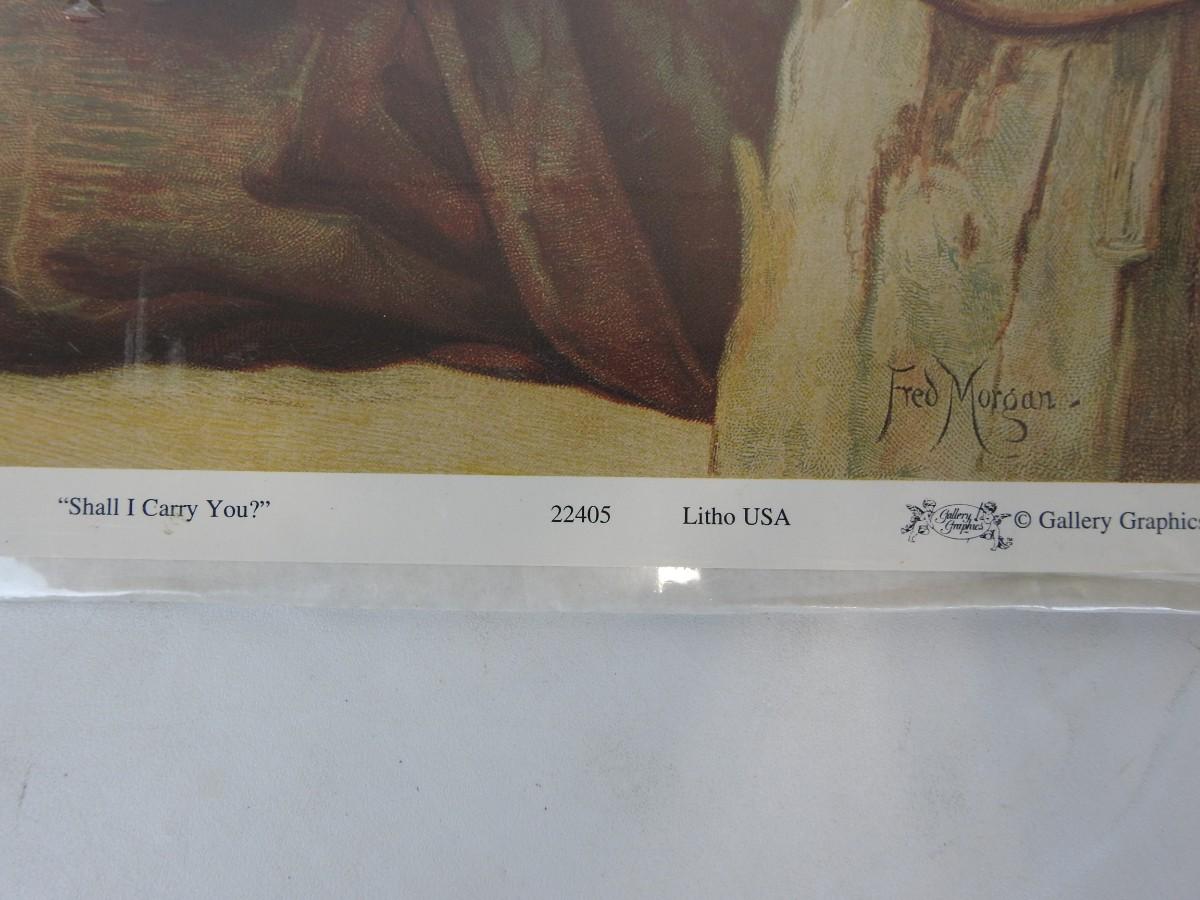 Fred Morgan
“Shall I Carry You?” 22405 Litho USA Gallery Graphics © Gallery Graphics